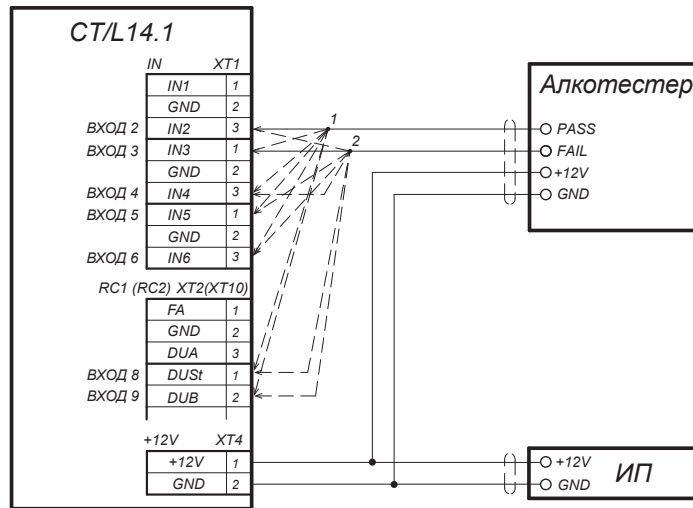 CT/L14.1
IN XT1
IN1 1
GND 2
ВХОД 2 IN2 3
ВХОД 3 IN3 1
GND 2
ВХОД 4 IN4 3
ВХОД 5 IN5 1
GND 2
ВХОД 6 IN6 3
RC1 (RC2) XT2(XT10)
FA 1
GND 2
DUA 3
ВХОД 8 DUSt 1
ВХОД 9 DUB 2
+12V XT4
+12V 1
GND 2
1
2
Алкотестер
PASS
FAIL
+12V
GND
+12V
GND
ИП